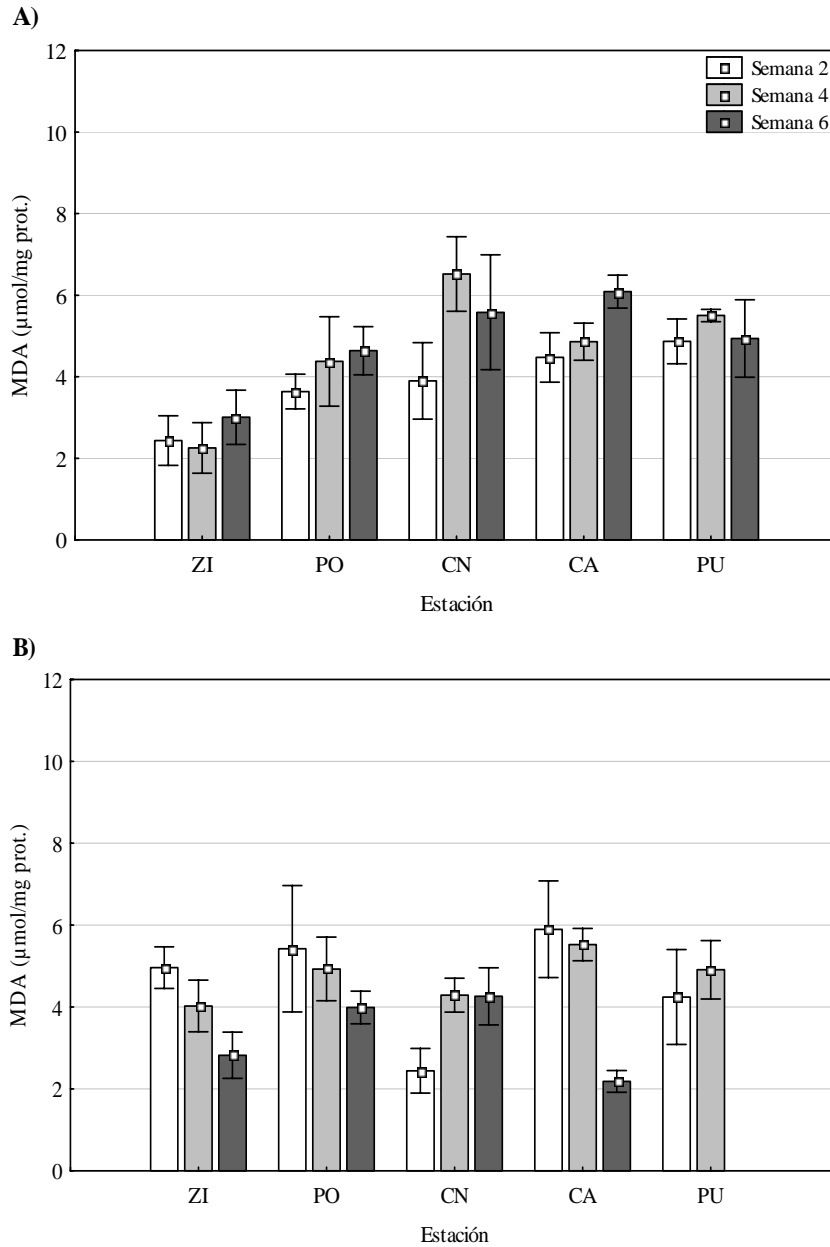 A)
12
10
8
6
4
2
0
MDA (µmol/mg prot.)
Semana 2
Semana 4
Semana 6
ZI PO CN CA PU
Estación
B)
12
10
8
6
4
2
0
MDA (µmol/mg prot.)
ZI PO CN CA PU
Estación